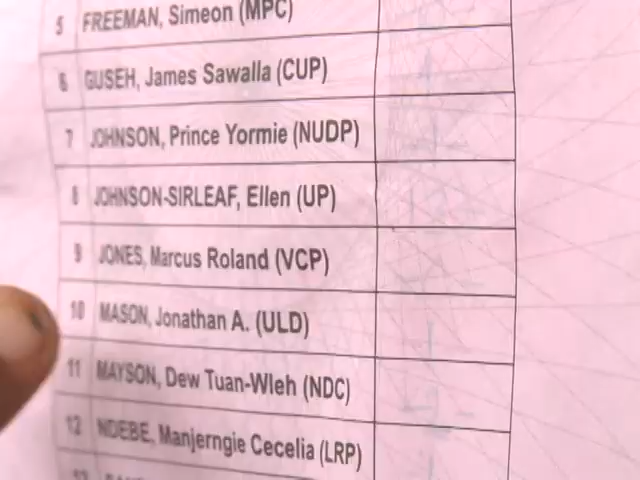 5 FREEMAN, Simeon (MPC)
6 GUSEH, James Sawalla (CUP)
7 JOHNSON, Prince Yormie (NUDP)
8 JOHNSON-SIRLEAF, Ellen (UP)
9 JONES, Marcus Roland (VCP)
10 MASON, Jonathan A. (ULD)
11 MAYSON, Dew Tuan-Wleh (NDC)
12 NDEBE, Manjerngie Cecelia (LRP)
13